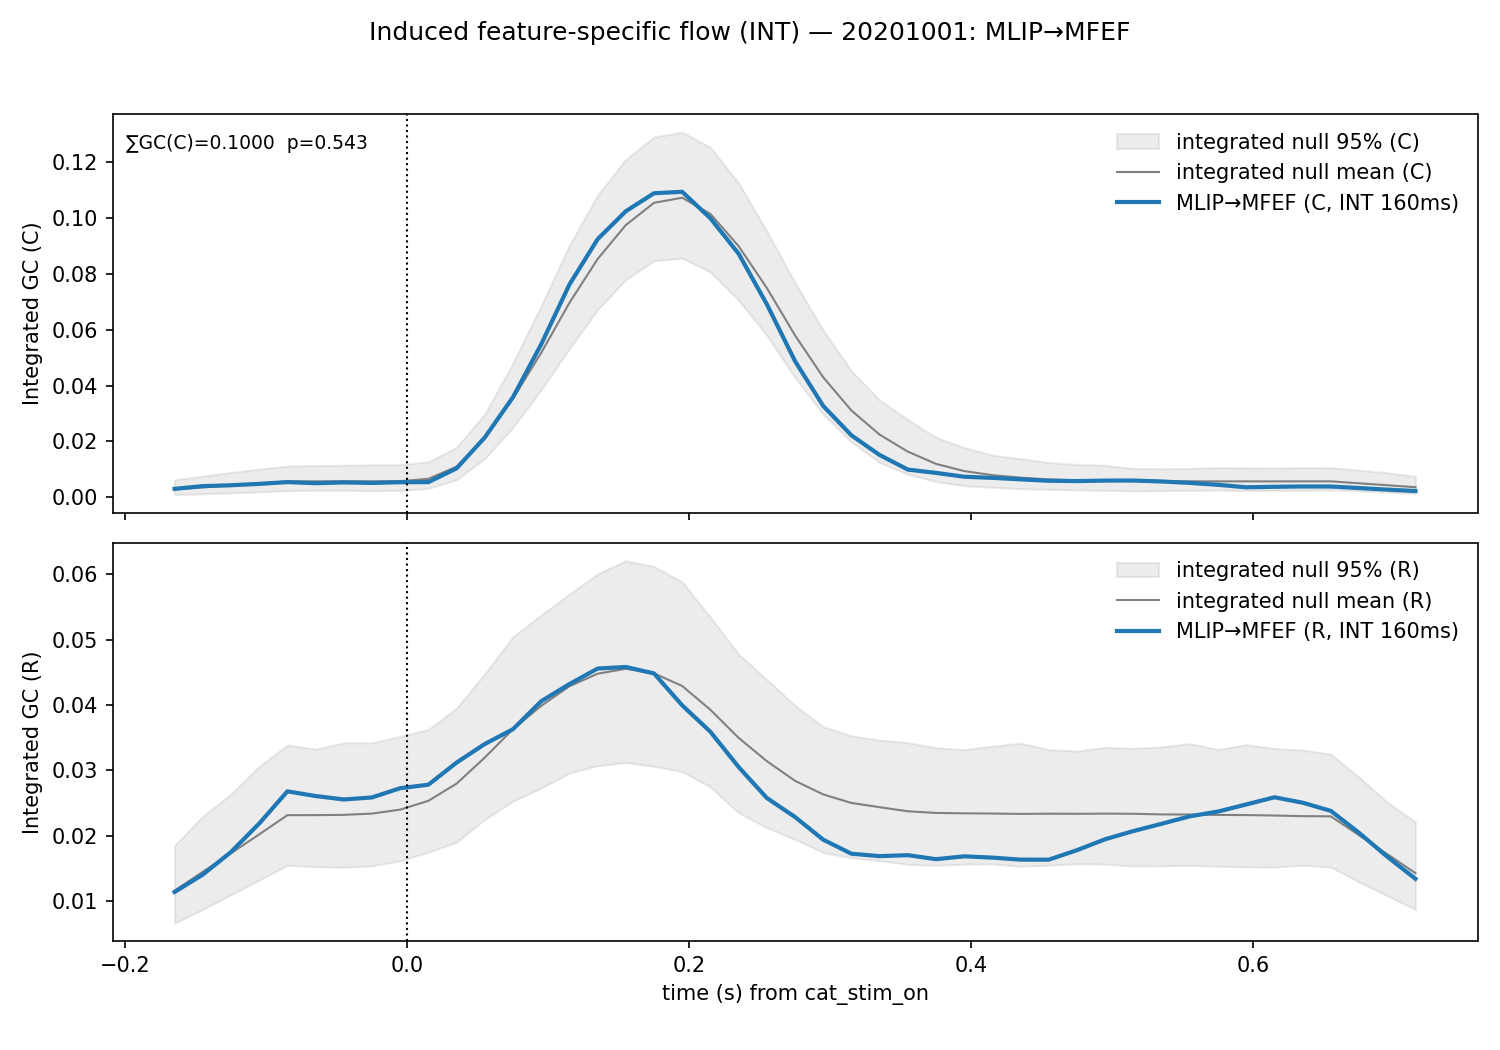 Induced feature-specific flow (INT) — 20201001: MLIP→MFEF
∑GC(C)=0.1000  p=0.543
integrated null 95% (C)
integrated null mean (C)
MLIP→MFEF (C, INT 160ms)
Integrated GC (C)
0.12
0.10
0.08
0.06
0.04
0.02
0.00
integrated null 95% (R)
integrated null mean (R)
MLIP→MFEF (R, INT 160ms)
Integrated GC (R)
0.06
0.05
0.04
0.03
0.02
0.01
−0.2 0.0 0.2 0.4 0.6
time (s) from cat_stim_on